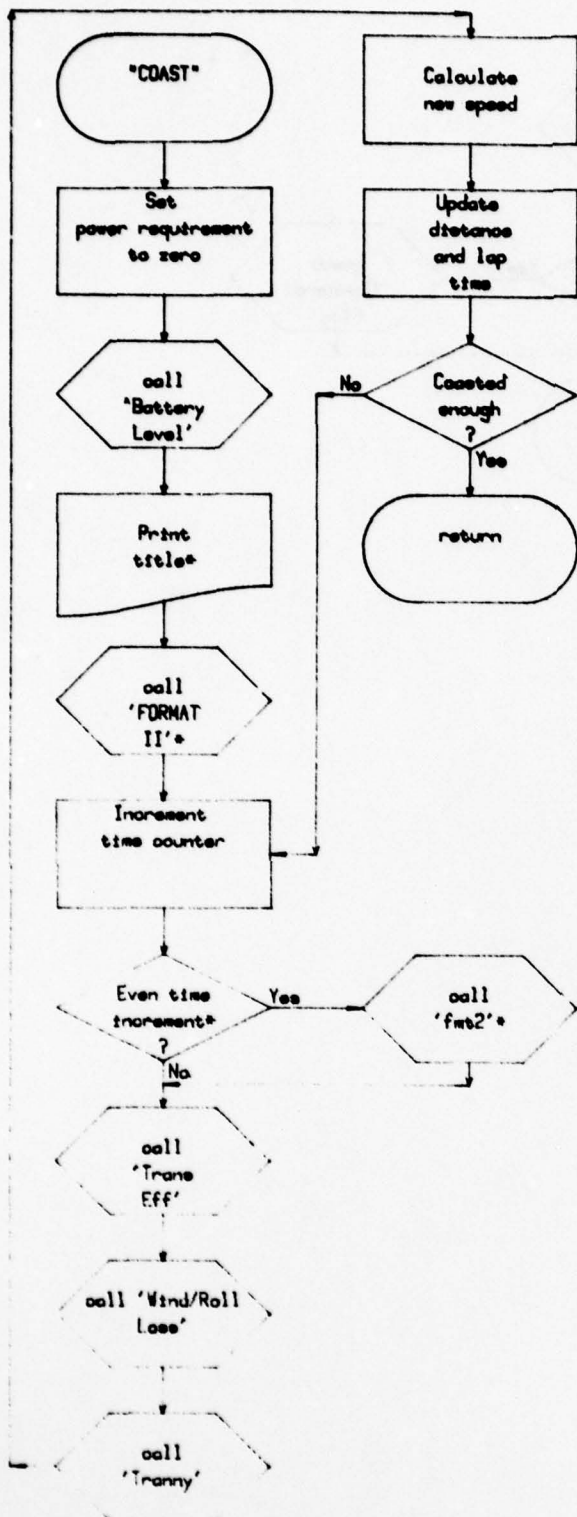 "COAST"
Set
power requirement
to zero
call
'Battery
Level'
Print
title*
call
'FORMAT
II'*
Increment
time counter
Even time
increment*
?
Yes
No
call
'fmt2'*
call
'Trans
Eff'
call 'Wind/Roll
Loss'
call
'Tranny'
Calculate
new speed
Update
distance
and lap
time
Coasted
enough
?
No
Yes
return